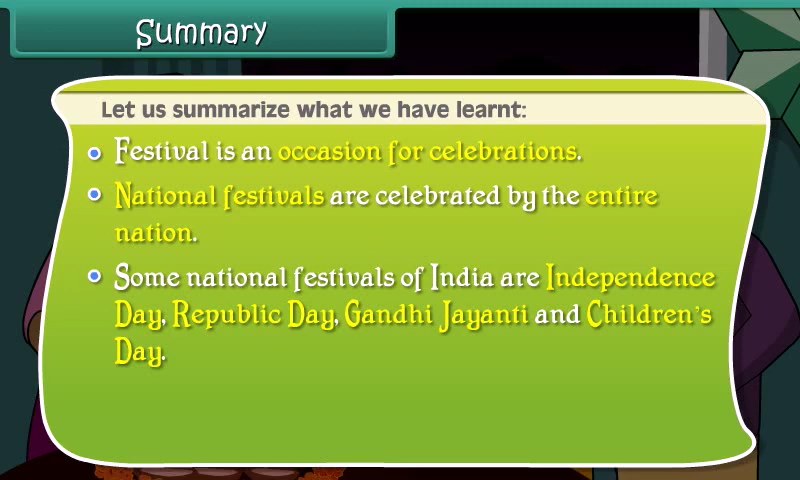 Summary
Let us summarize what we have learnt:
Festival is an occasion for celebrations.
National festivals are celebrated by the entire
nation.
Some national festivals of India are Independence
Day, Republic Day, Gandhi Jayanti and Children's
Day.